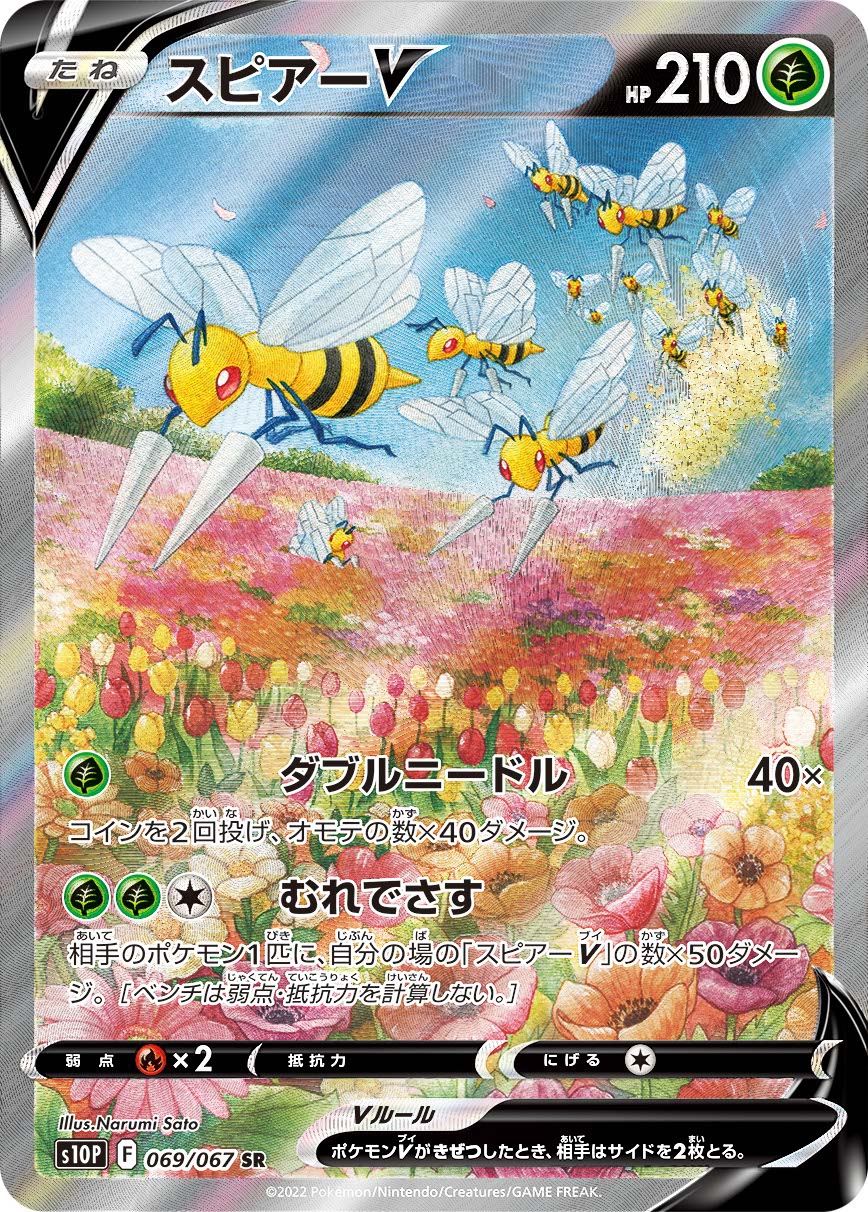 たね スピアーV HP 210
ダブルニードル 40×
コインを2回投げ、オモテの数×40ダメージ。
むれでさす
相手のポケモン1匹に、自分の場の「スピアーV」の数×50ダメー
ジ。［ベンチは弱点・抵抗力を計算しない。］
弱点 ×2 抵抗力 にげる
Illus.Narumi Sato
Vルール
ポケモンVがきぜつしたとき、相手はサイドを2枚とる。
s10P F 069/067 SR
©2022 Pokémon/Nintendo/Creatures/GAME FREAK.